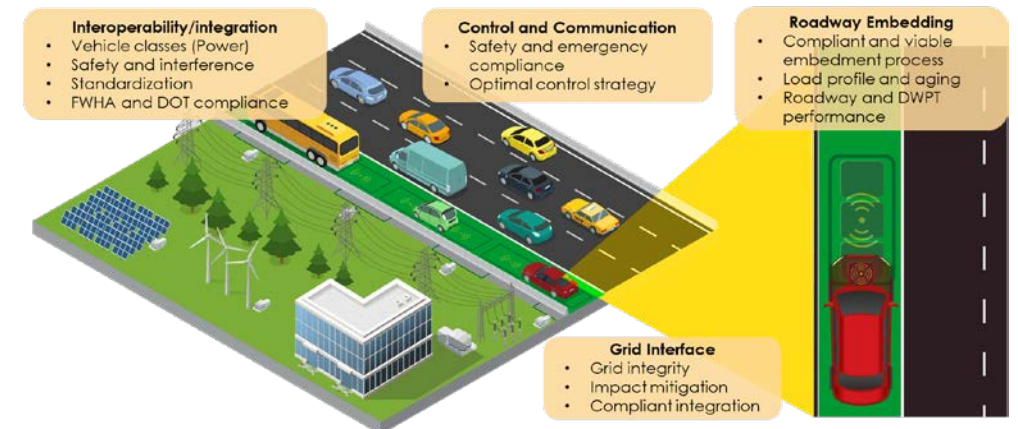 Interoperability/integration
• Vehicle classes (Power)
• Safety and interference
• Standardization
• FWHA and DOT compliance
Control and Communication
• Safety and emergency
compliance
• Optimal control strategy
Roadway Embedding
• Compliant and viable
embedment process
• Load profile and aging
• Roadway and DWPT
performance
Grid Interface
• Grid integrity
• Impact mitigation
• Compliant integration